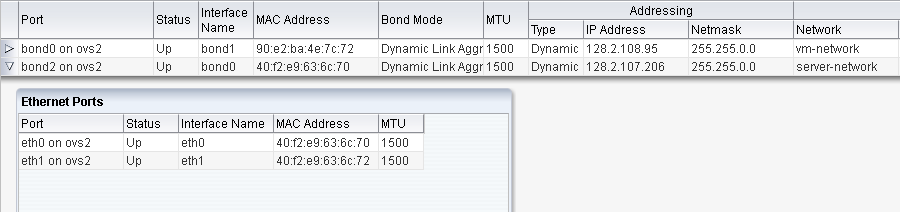 Addressing
Port Status Interface Name MAC Address Bond Mode MTU Type IP Address Netmask Network
bond0 on ovs2 Up bond1 90:e2:ba:4e:7c:72 Dynamic Link Aggr 1500 Dynamic 128.2.108.95 255.255.0.0 vm-network
bond2 on ovs2 Up bond0 40:f2:e9:63:6c:70 Dynamic Link Aggr 1500 Dynamic 128.2.107.206 255.255.0.0 server-network
Ethernet Ports
Port Status Interface Name MAC Address MTU
eth0 on ovs2 Up eth0 40:f2:e9:63:6c:70 1500
eth1 on ovs2 Up eth1 40:f2:e9:63:6c:72 1500